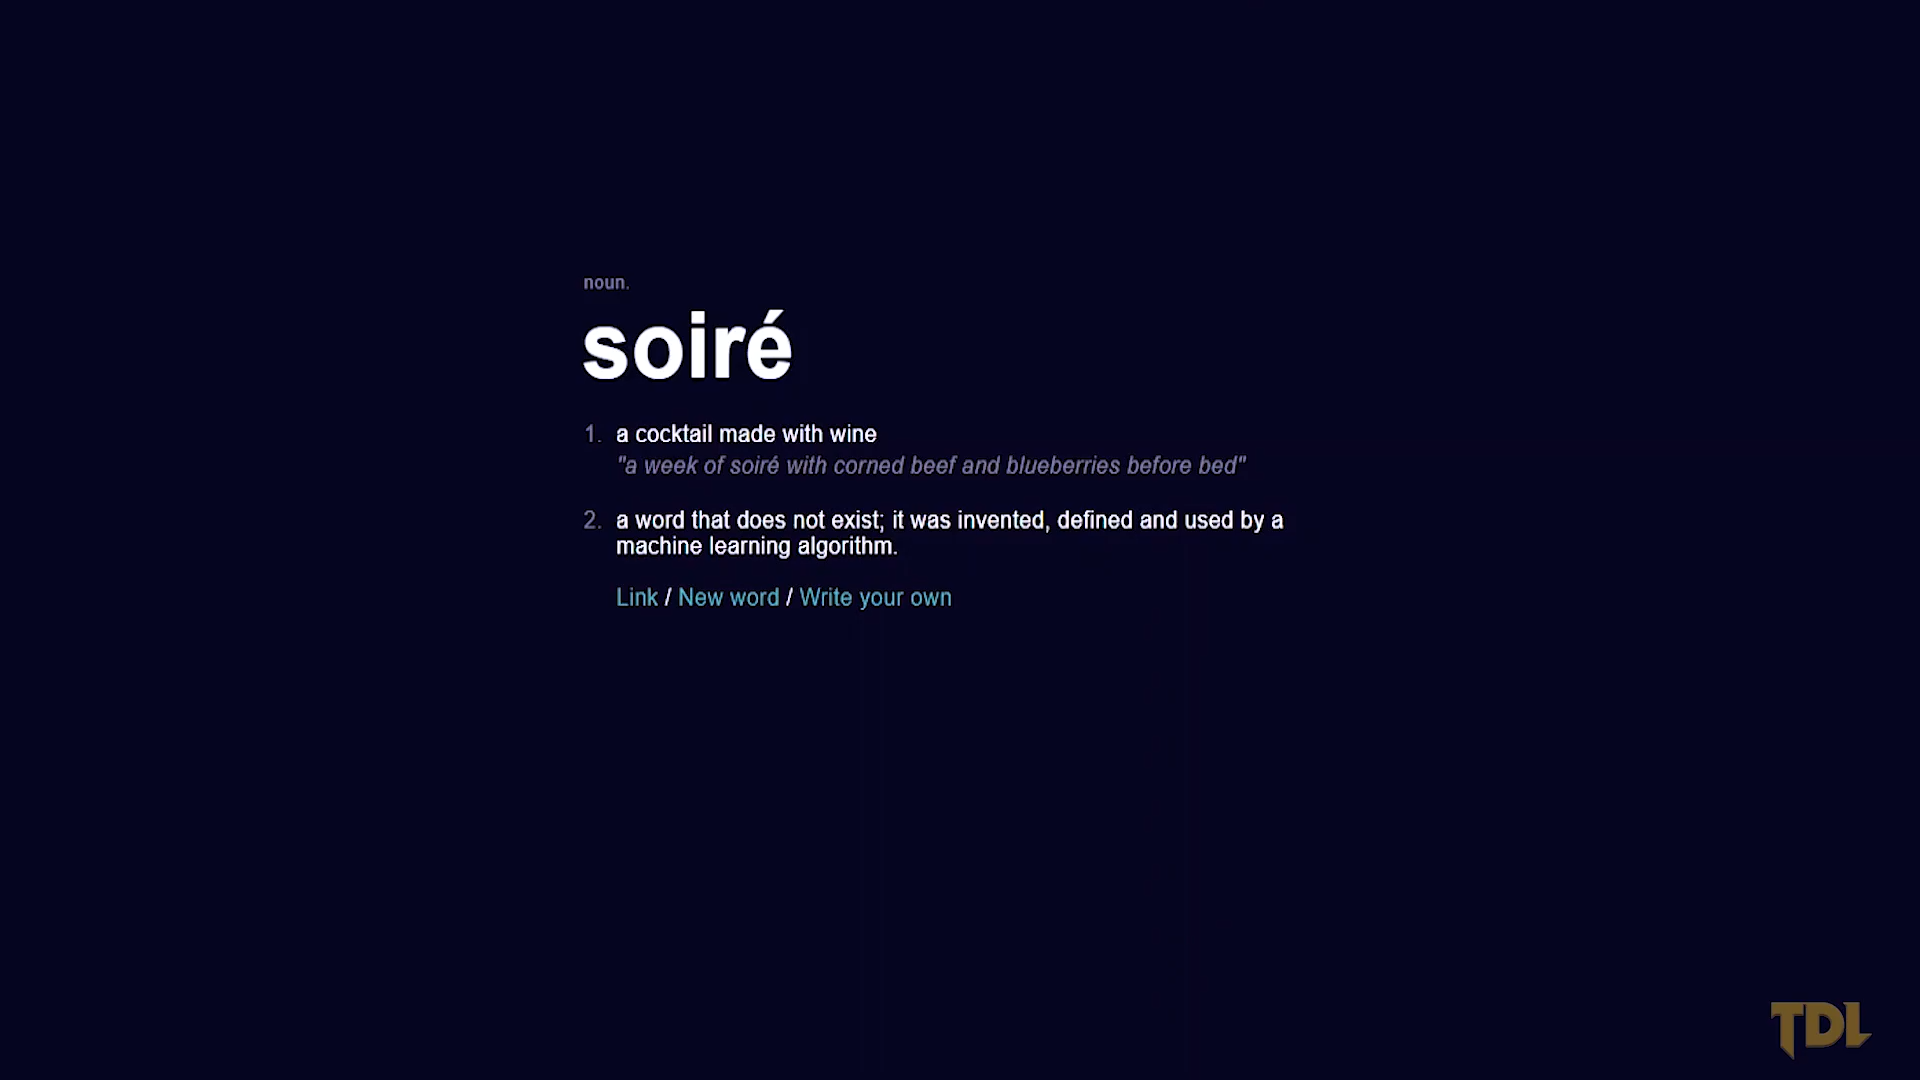 noun.
soiré
1. a cocktail made with wine
"a week of soiré with corned beef and blueberries before bed"
2. a word that does not exist; it was invented, defined and used by a
machine learning algorithm.
Link / New word / Write your own
TDL